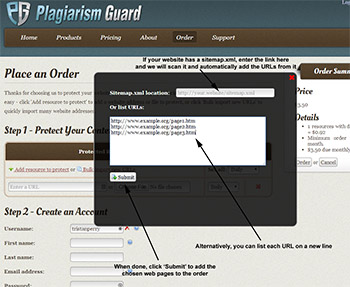 Plagiarism Guard
Home Products Pricing Support About Order
If your website has a sitemap.xml, enter the link here
and we will scan it and automatically add the URLs from it
Place an Order
Order Summ
Thanks for choosing us to protect your
easy - click 'Add resource to protect'
quickly import many website addresses
Sitemap.xml location: http://your-website/sitemap.xml
Or list URLs:
http://www.example.org/page1.htm
http://www.example.org/page2.htm
http://www.example.org/page3.htm
Submit
Price
$3.50
Details
1 resources with
= $0.50
Minimum order
month
$3.50 due monthly
Order or Cancel
Step 1 - Protect Your Conte
Add resource to protect or
Enter a URL
Alternatively, you can list each URL on a new line
Step 2 - Create an Account
When done, click 'Submit' to add the
chosen web pages to the order
Username: tristanperry
First name:
Last name:
Email address:
Password: